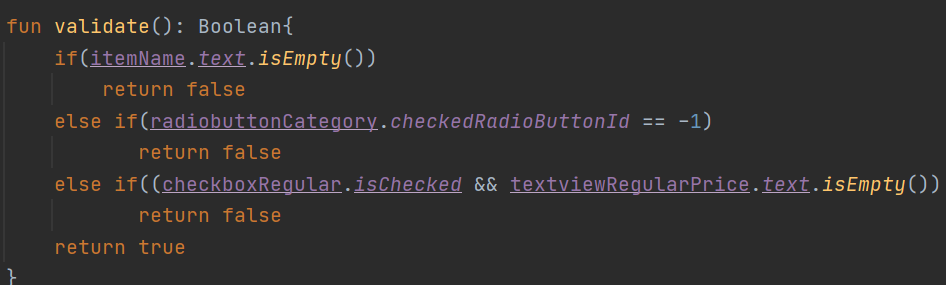 fun validate(): Boolean{
    if(itemName.text.isEmpty())
        return false
    else if(radiobuttonCategory.checkedRadioButtonId == -1)
           return false
    else if((checkboxRegular.isChecked && textviewRegularPrice.text.isEmpty())
           return false
    return true
}